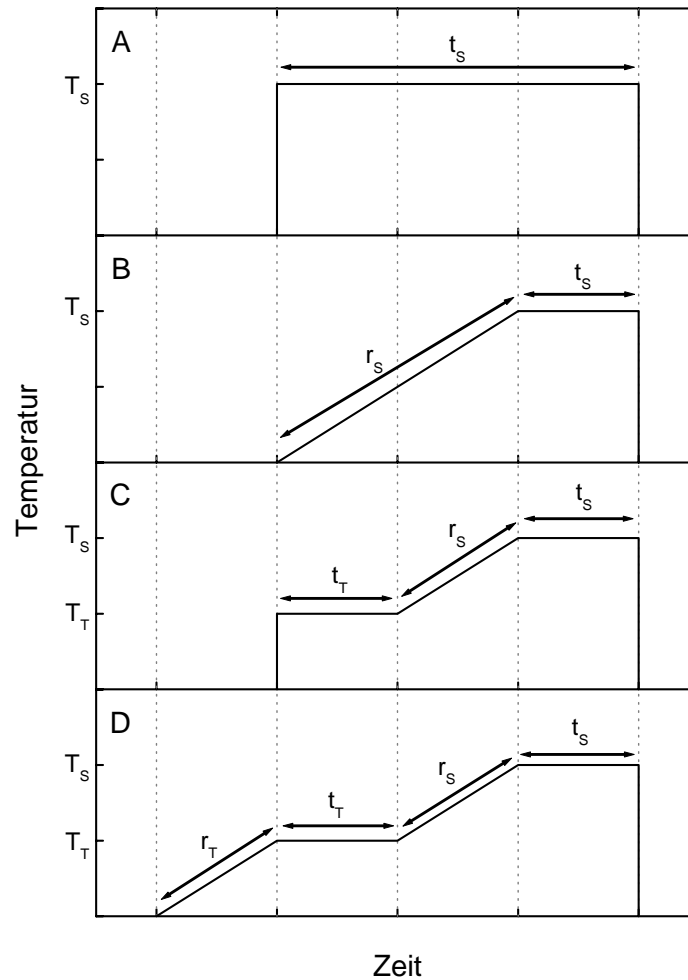 A
t_S
T_S
B
t_S
T_S
r_S
Temperatur
C
t_S
T_S
r_S
t_T
T_T
D
t_S
T_S
r_S
t_T
T_T
r_T
Zeit